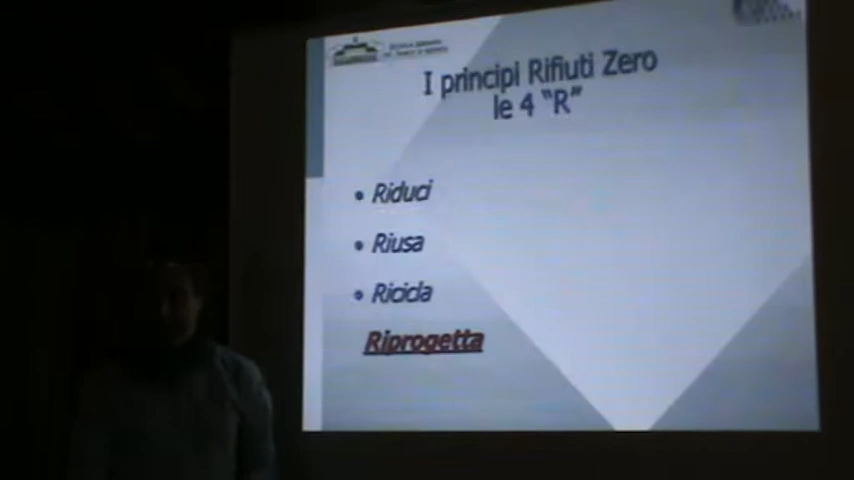 I principi Rifiuti Zero
le 4 "R"
• Riduci
• Riusa
• Ricicla
Riprogetta